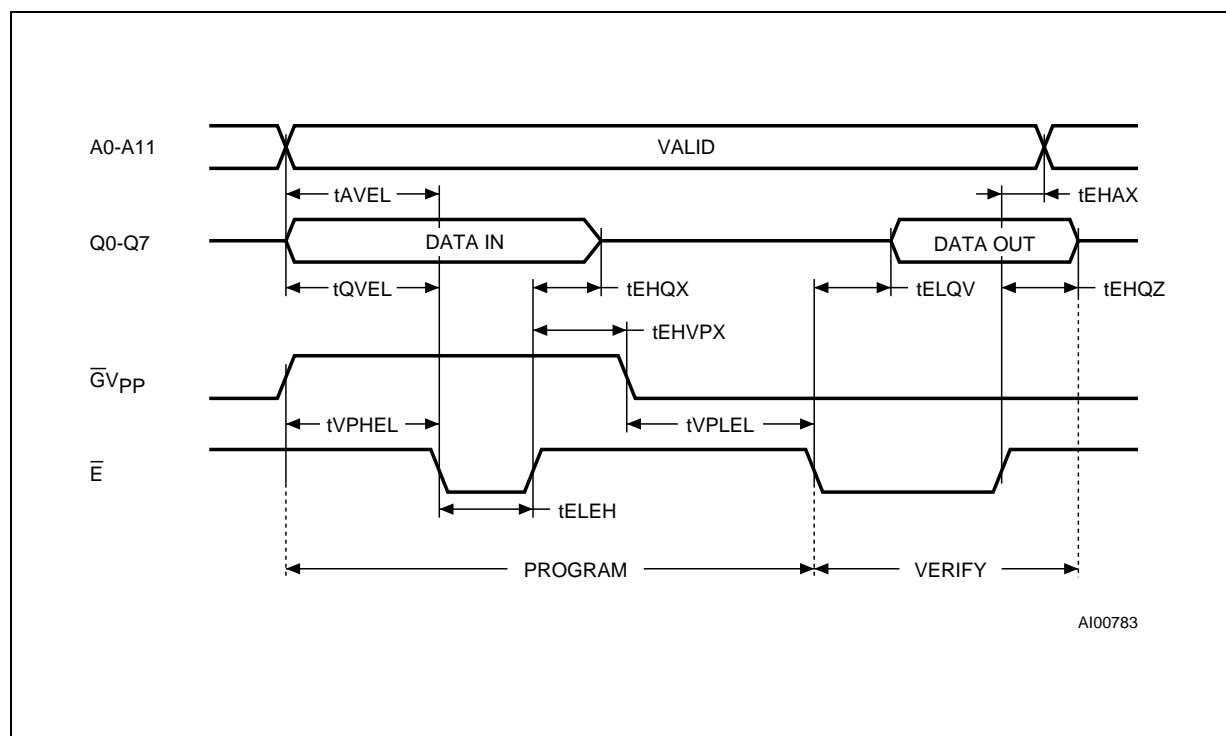 A0-A11
VALID
tAVEL
tEHAX
Q0-Q7
DATA IN
DATA OUT
tQVEL
tEHQX
tELQV
tEHQZ
tEHVPX
G̅VPP
tVPHEL
tVPLEL
E̅
tELEH
PROGRAM
VERIFY
AI00783